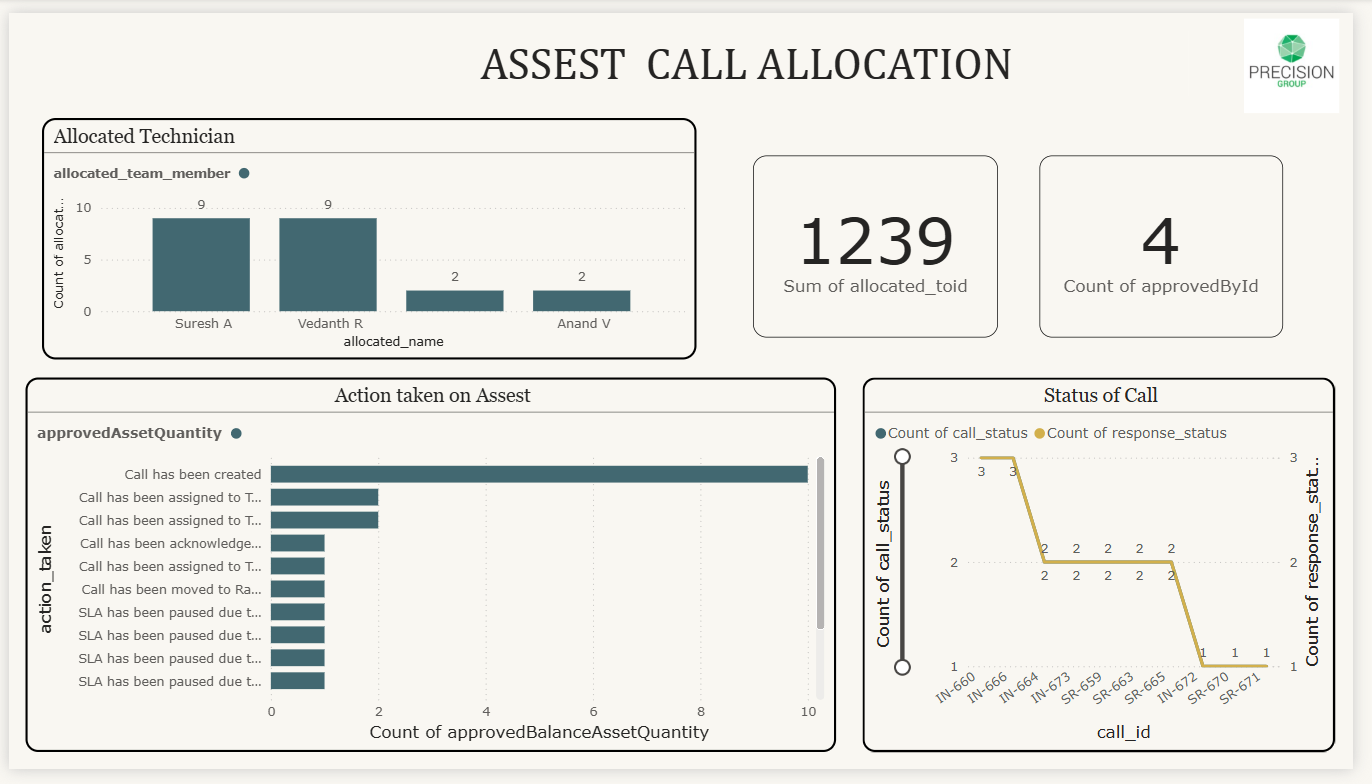 ASSEST CALL ALLOCATION
PRECISION
GROUP
Allocated Technician
allocated_team_member
Count of allocat...
10
5
0
9
9
2
2
Suresh A
Vedanth R
Anand V
allocated_name
1239
Sum of allocated_toid
4
Count of approvedById
Action taken on Assest
approvedAssetQuantity
action_taken
Call has been created
Call has been assigned to T...
Call has been assigned to T...
Call has been acknowledge...
Call has been assigned to T...
Call has been moved to Ra...
SLA has been paused due t...
SLA has been paused due t...
SLA has been paused due t...
SLA has been paused due t...
0 2 4 6 8 10
Count of approvedBalanceAssetQuantity
Status of Call
Count of call_status Count of response_status
Count of call_status
3
2
1
3 3
2 2 2 2 2
2 2 2 2 2
1 1 1
3
2
1
Count of response_stat...
IN-660
IN-666
IN-664
IN-673
SR-659
SR-663
SR-665
IN-672
SR-670
SR-671
call_id